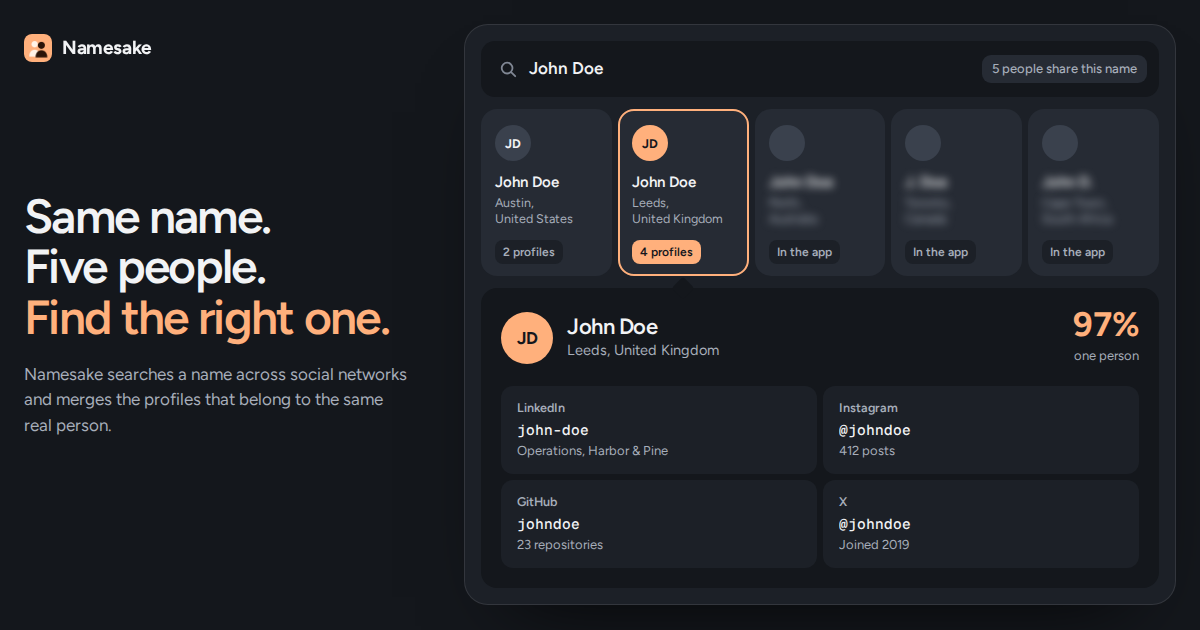 Namesake
Same name.
Five people.
Find the right one.
Namesake searches a name across social networks
and merges the profiles that belong to the same
real person.
John Doe
5 people share this name
JD
John Doe
Austin,
United States
2 profiles
JD
John Doe
Leeds,
United Kingdom
4 profiles
In the app
In the app
In the app
JD
John Doe
Leeds, United Kingdom
97%
one person
LinkedIn
john-doe
Operations, Harbor & Pine
Instagram
@johndoe
412 posts
GitHub
johndoe
23 repositories
X
@johndoe
Joined 2019